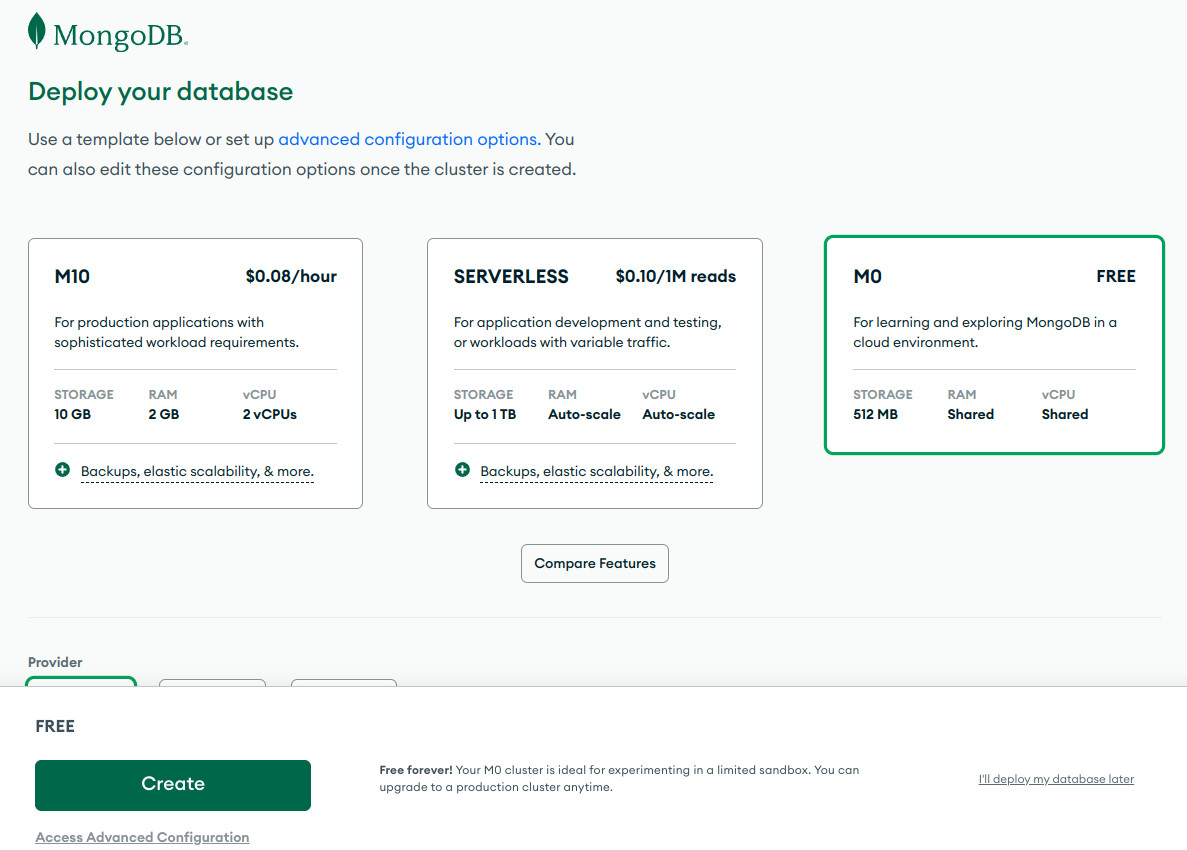 MongoDB.
Deploy your database
Use a template below or set up advanced configuration options. You
can also edit these configuration options once the cluster is created.
M10 $0.08/hour
For production applications with
sophisticated workload requirements.
STORAGE RAM vCPU
10 GB 2 GB 2 vCPUs
Backups, elastic scalability, & more.
SERVERLESS $0.10/1M reads
For application development and testing,
or workloads with variable traffic.
STORAGE RAM vCPU
Up to 1 TB Auto-scale Auto-scale
Backups, elastic scalability, & more.
M0 FREE
For learning and exploring MongoDB in a
cloud environment.
STORAGE RAM vCPU
512 MB Shared Shared
Compare Features
Provider
FREE
Create
Free forever! Your M0 cluster is ideal for experimenting in a limited sandbox. You can
upgrade to a production cluster anytime.
I'll deploy my database later
Access Advanced Configuration